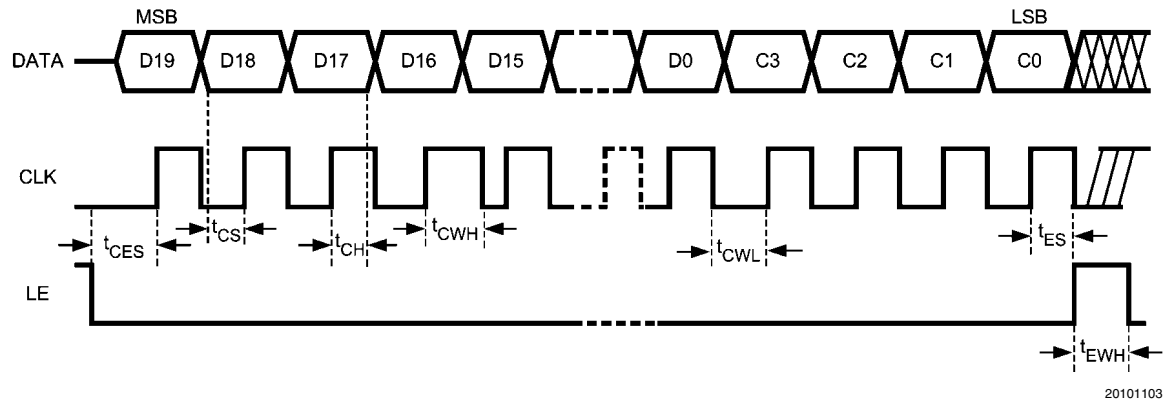 MSB LSB
DATA D19 D18 D17 D16 D15 D0 C3 C2 C1 C0
CLK
tCES tCS tCH tCWH tCWL tES
LE
tEWH
20101103